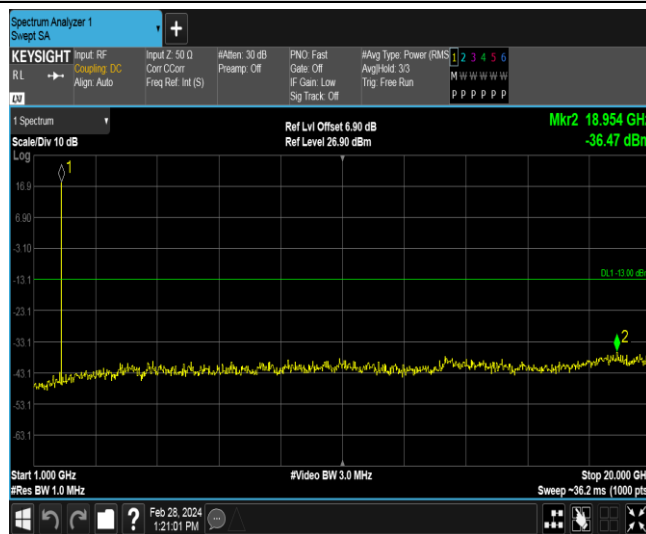 Spectrum Analyzer 1
Swept SA
+
KEYSIGHT
RL
LXI
Input: RF
Coupling: DC
Align: Auto
Input Z: 50 Ω
Corr CCorr
Freq Ref: Int (S)
#Atten: 30 dB
Preamp: Off
PNO: Fast
Gate: Off
IF Gain: Low
Sig Track: Off
#Avg Type: Power (RMS
Avg|Hold: 3/3
Trig: Free Run
1 2 3 4 5 6
M W W W W W
P P P P P P
1 Spectrum
Scale/Div 10 dB
Log
Ref Lvl Offset 6.90 dB
Ref Level 26.90 dBm
Mkr2 18.954 GHz
-36.47 dBm
1
16.9
6.90
-3.10
-13.1
DL1 -13.00 dBm
-23.1
-33.1
2
-43.1
-53.1
-63.1
Start 1.000 GHz
#Res BW 1.0 MHz
#Video BW 3.0 MHz
Stop 20.000 GH
Sweep ~36.2 ms (1000 pts
?
Feb 28, 2024
1:21:01 PM